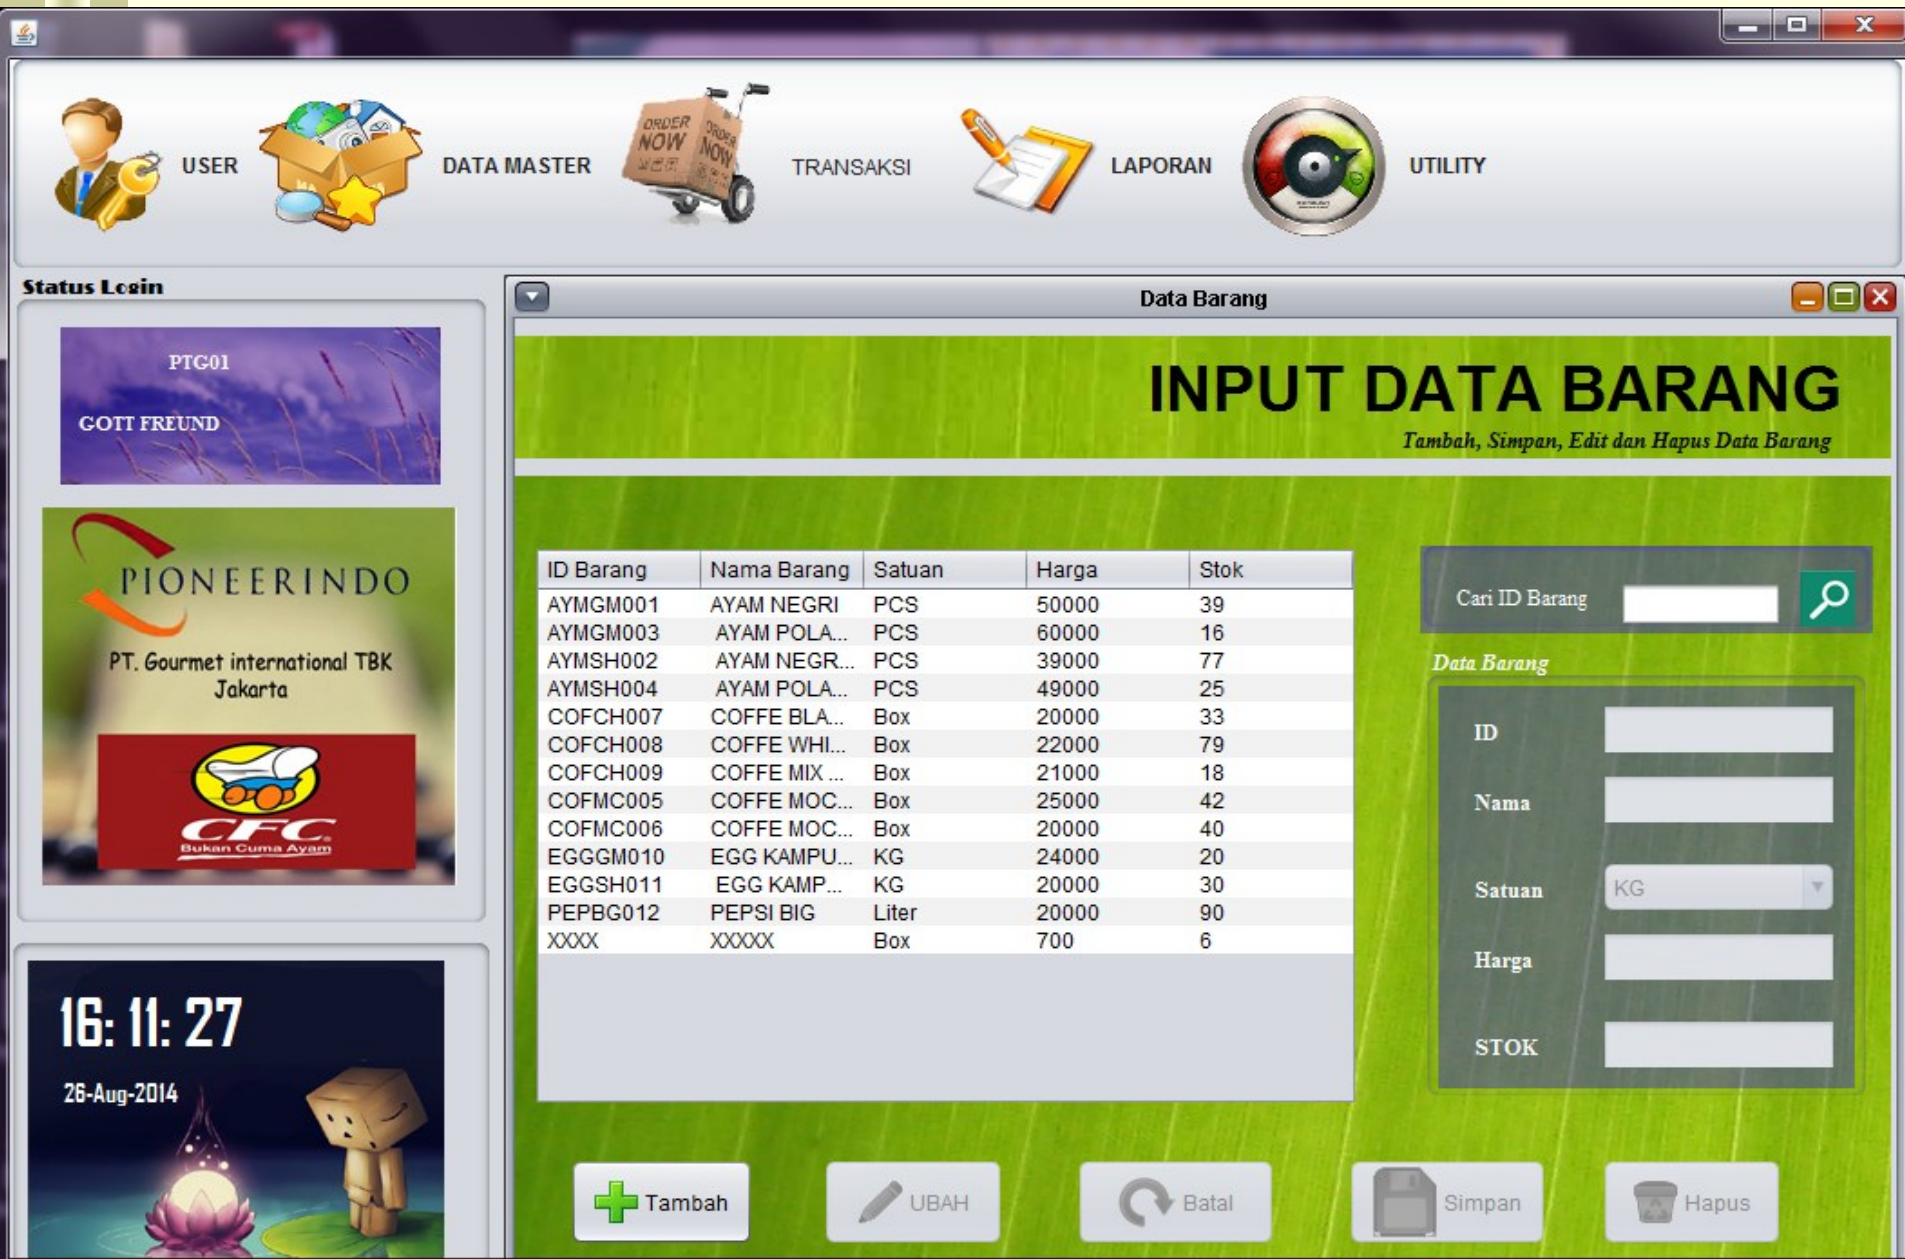 USER
DATA MASTER
ORDER NOW
ORDER NOW
TRANSAKSI
LAPORAN
UTILITY
Status Login
PTG01
GOTT FREUND
PIONEERINDO
PT. Gourmet international TBK
Jakarta
CFC
Bukan Cuma Ayam
16: 11: 27
26-Aug-2014
Data Barang
INPUT DATA BARANG
Tambah, Simpan, Edit dan Hapus Data Barang
ID Barang Nama Barang Satuan Harga Stok
AYMGM001 AYAM NEGRI PCS 50000 39
AYMGM003 AYAM POLA... PCS 60000 16
AYMSH002 AYAM NEGR... PCS 39000 77
AYMSH004 AYAM POLA... PCS 49000 25
COFCH007 COFFE BLA... Box 20000 33
COFCH008 COFFE WHI... Box 22000 79
COFCH009 COFFE MIX ... Box 21000 18
COFMC005 COFFE MOC... Box 25000 42
COFMC006 COFFE MOC... Box 20000 40
EGGGM010 EGG KAMPU... KG 24000 20
EGGSH011 EGG KAMP... KG 20000 30
PEPBG012 PEPSI BIG Liter 20000 90
XXXX XXXXX Box 700 6
Cari ID Barang
Data Barang
ID
Nama
Satuan KG
Harga
STOK
Tambah UBAH Batal Simpan Hapus